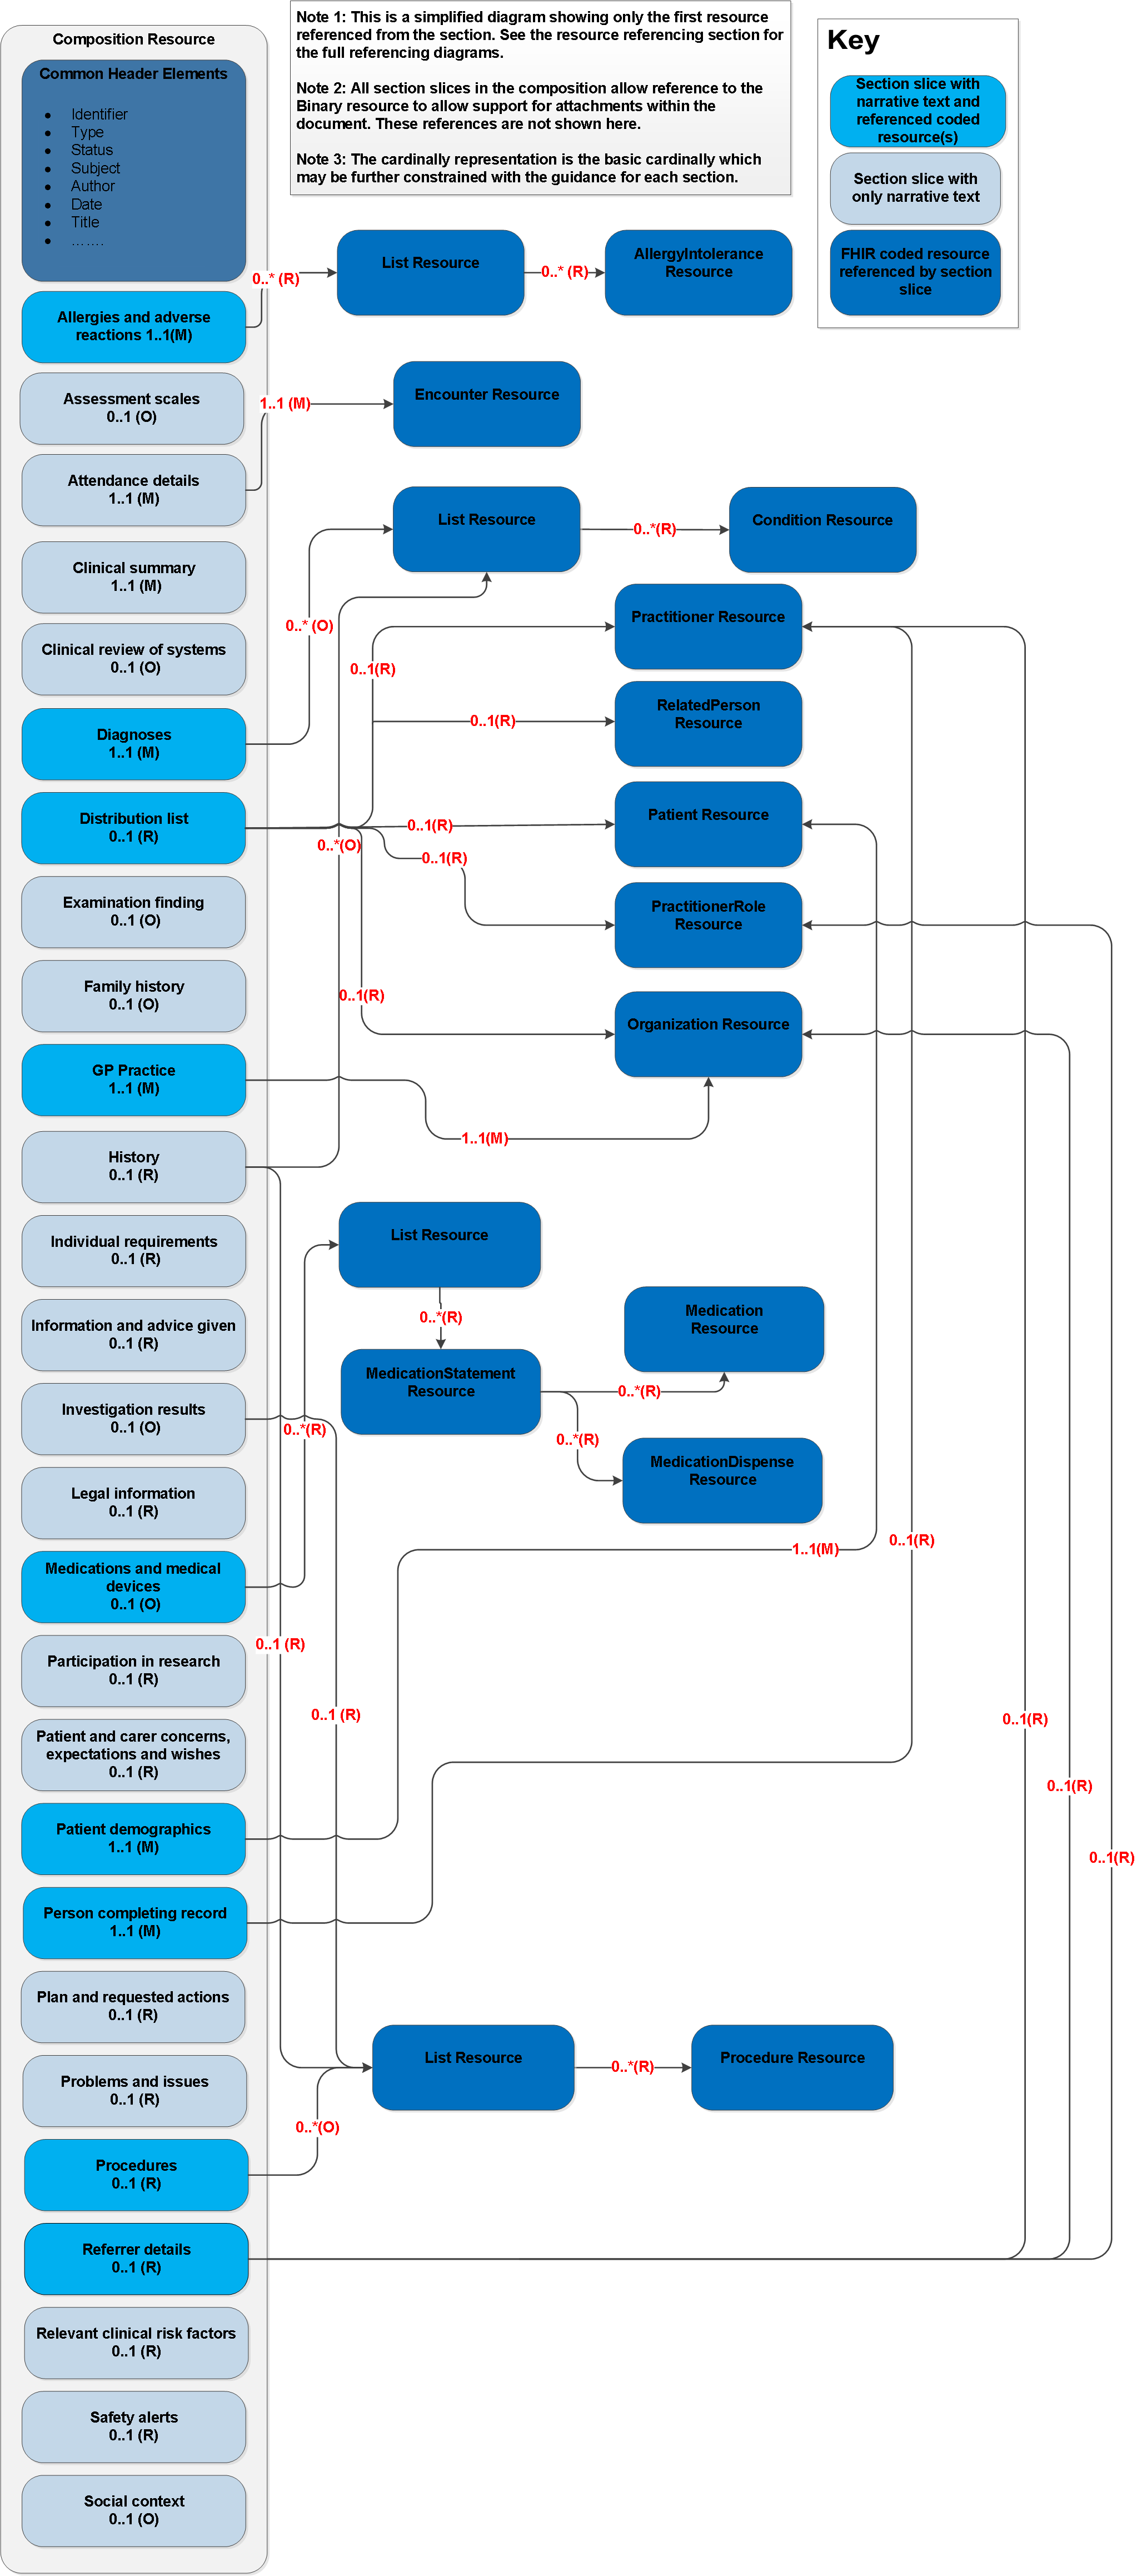 Composition Resource
Common Header Elements
● Identifier
● Type
● Status
● Subject
● Author
● Date
● Title
● …….
Note 1: This is a simplified diagram showing only the first resource
referenced from the section. See the resource referencing section for
the full referencing diagrams.
Note 2: All section slices in the composition allow reference to the
Binary resource to allow support for attachments within the
document. These references are not shown here.
Note 3: The cardinally representation is the basic cardinally which
may be further constrained with the guidance for each section.
Key
Section slice with
narrative text and
referenced coded
resource(s)
Section slice with
only narrative text
FHIR coded resource
referenced by section
slice
Allergies and adverse
reactions 1..1(M)
0..* (R)
List Resource
0..* (R)
AllergyIntolerance
Resource
Assessment scales
0..1 (O)
Attendance details
1..1 (M)
1..1 (M)
Encounter Resource
Clinical summary
1..1 (M)
Clinical review of systems
0..1 (O)
Diagnoses
1..1 (M)
0..* (O)
List Resource
0..*(R)
Condition Resource
Distribution list
0..1 (R)
0..1(R)
Practitioner Resource
0..1(R)
RelatedPerson
Resource
0..1(R)
Patient Resource
0..*(O)
0..1(R)
PractitionerRole
Resource
0..1(R)
Organization Resource
Examination finding
0..1 (O)
Family history
0..1 (O)
GP Practice
1..1 (M)
1..1(M)
History
0..1 (R)
Individual requirements
0..1 (R)
Information and advice given
0..1 (R)
Investigation results
0..1 (O)
Legal information
0..1 (R)
Medications and medical
devices
0..1 (O)
0..*(R)
List Resource
0..*(R)
MedicationStatement
Resource
0..*(R)
Medication
Resource
0..*(R)
MedicationDispense
Resource
1..1(M)
0..1(R)
Participation in research
0..1 (R)
0..1 (R)
0..1 (R)
0..1(R)
0..1(R)
0..1(R)
Patient and carer concerns,
expectations and wishes
0..1 (R)
Patient demographics
1..1 (M)
Person completing record
1..1 (M)
Plan and requested actions
0..1 (R)
Problems and issues
0..1 (R)
List Resource
0..*(R)
Procedure Resource
0..*(O)
Procedures
0..1 (R)
Referrer details
0..1 (R)
Relevant clinical risk factors
0..1 (R)
Safety alerts
0..1 (R)
Social context
0..1 (O)